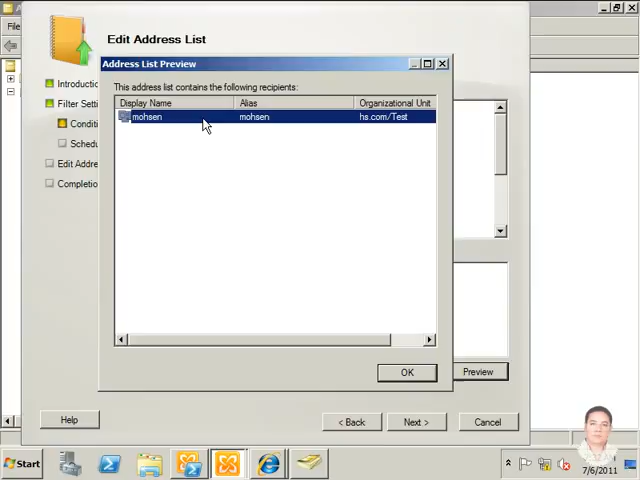 Edit Address List
Address List Preview
This address list contains the following recipients:
Display Name Alias Organizational Unit
mohsen mohsen hs.com/Test
Introductio
Filter Setti
Conditi
Schedu
Edit Addre
Completio
Fil
OK
Preview
Help < Back Next > Cancel
Start
7/6/2011